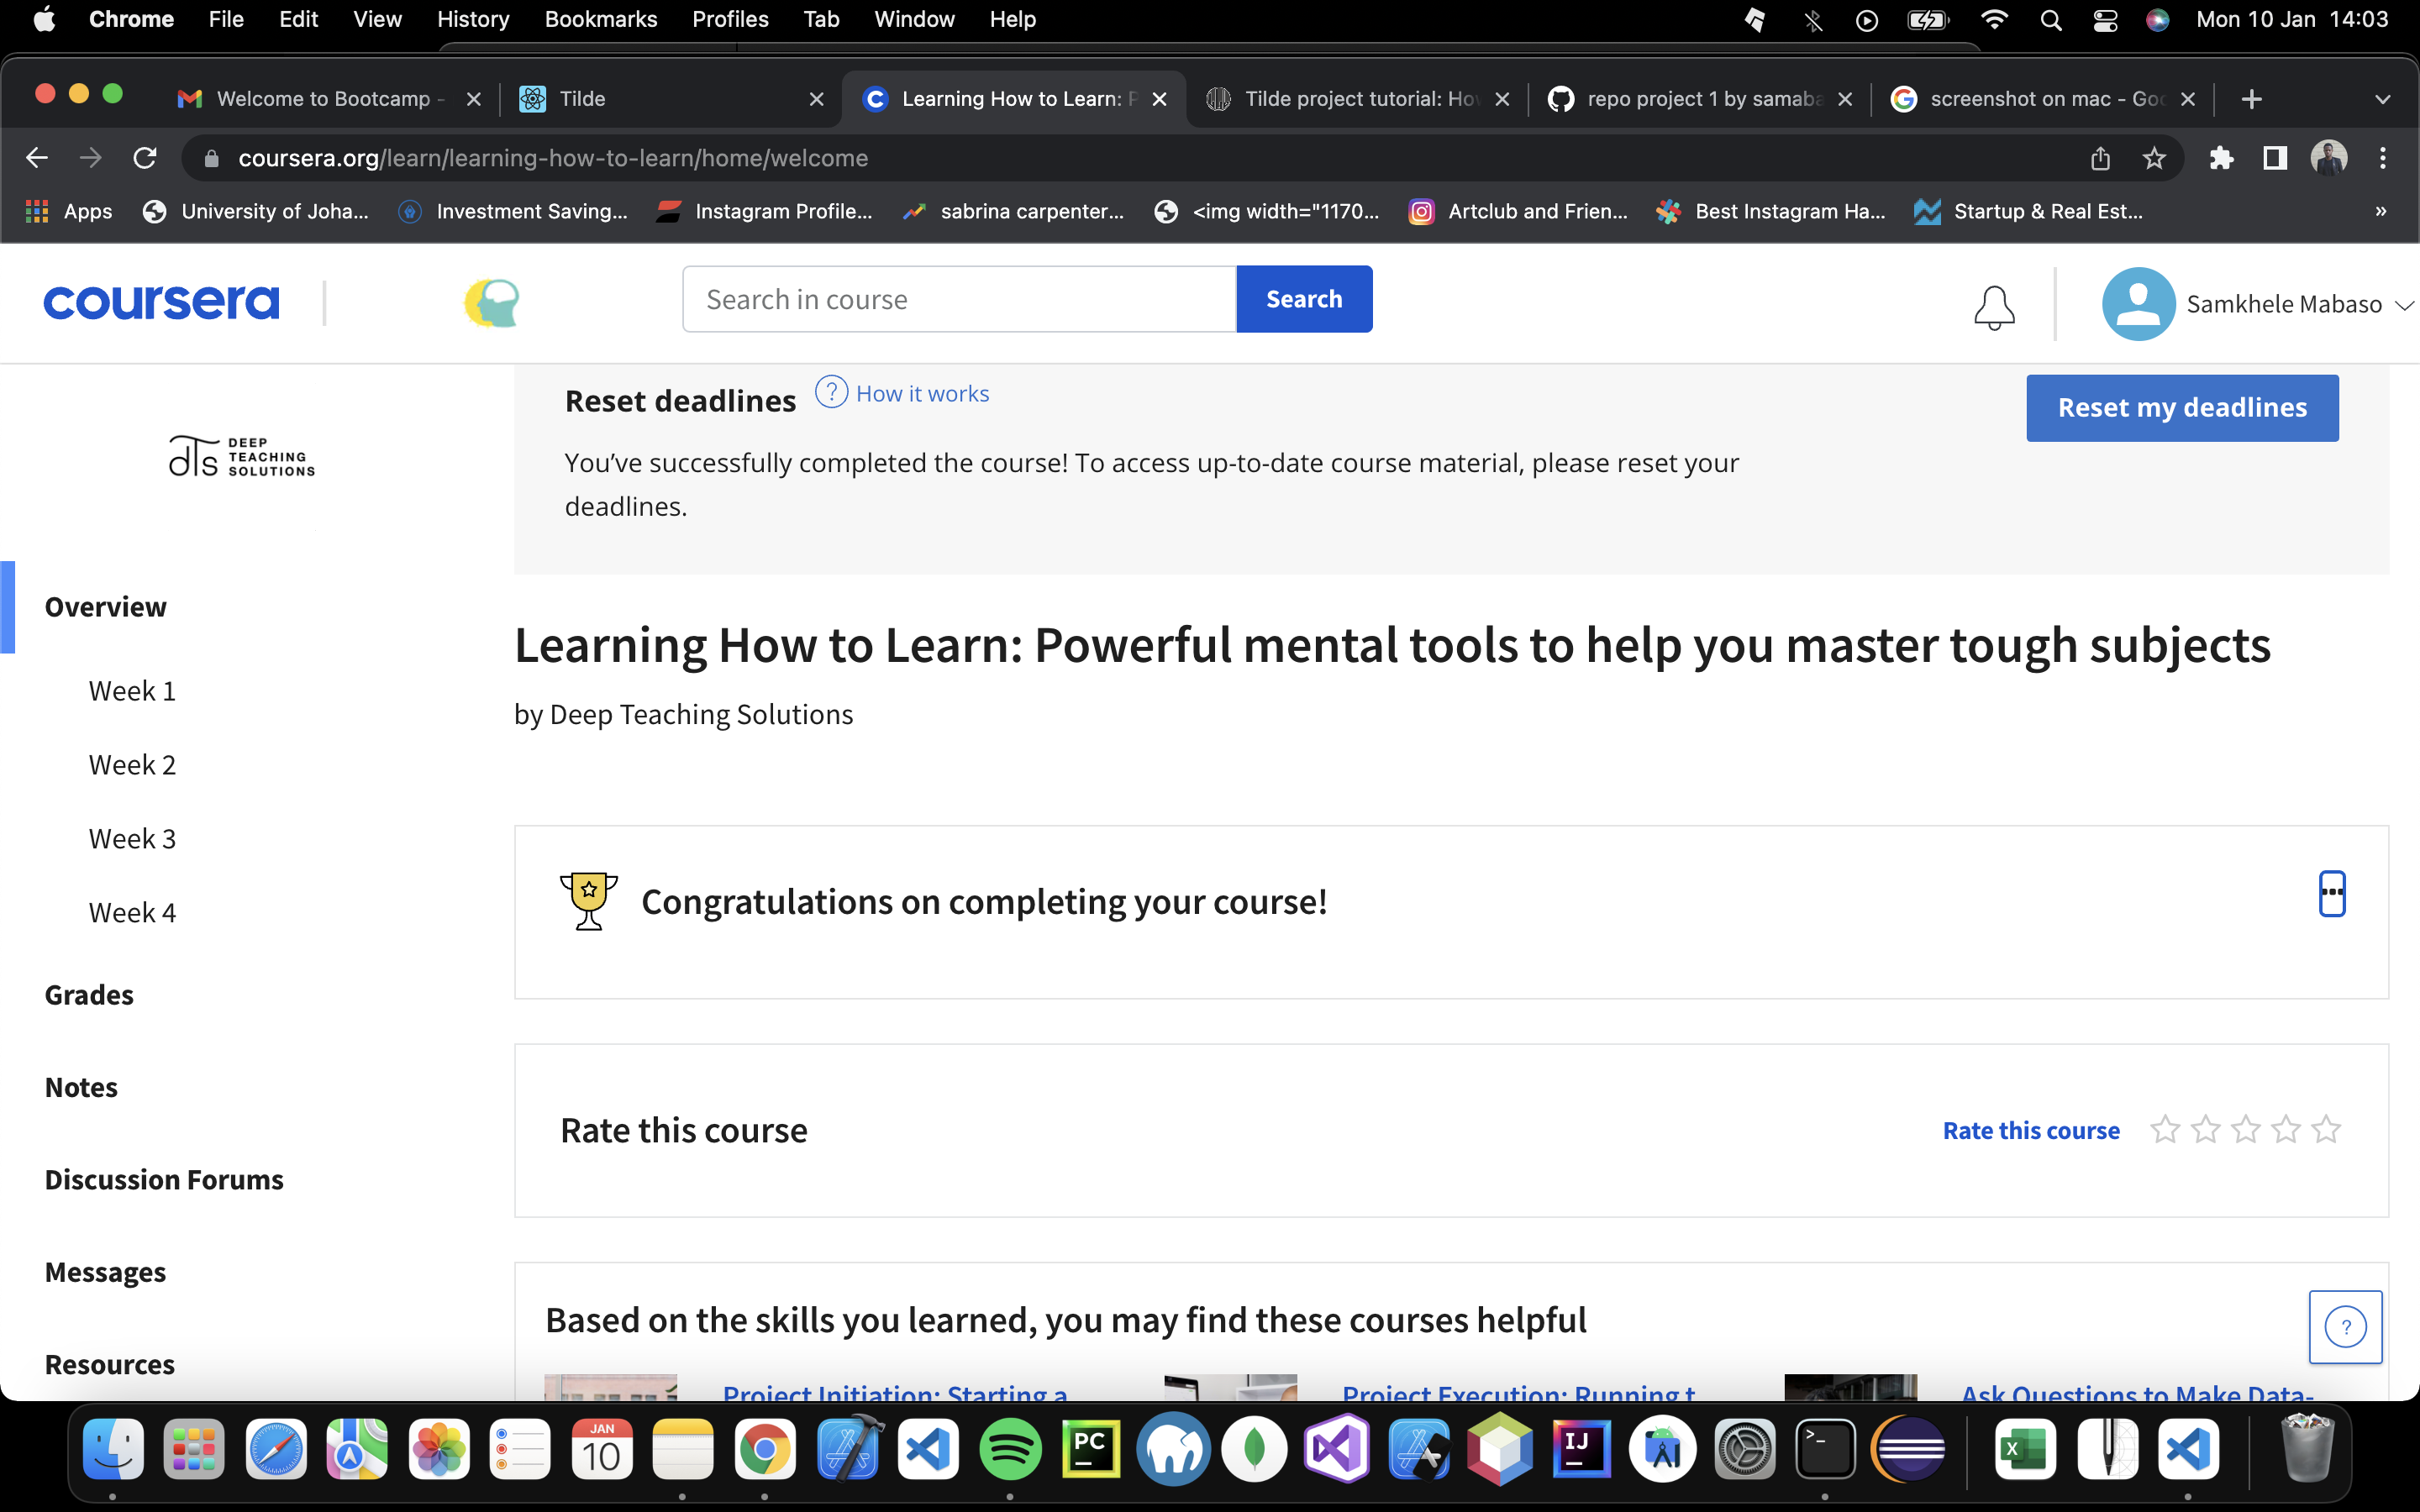 Chrome File Edit View History Bookmarks Profiles Tab Window Help Mon 10 Jan 14:03
Welcome to Bootcamp - Tilde Learning How to Learn: P Tilde project tutorial: How repo project 1 by samaba screenshot on mac - Goo
coursera.org/learn/learning-how-to-learn/home/welcome
Apps University of Joha... Investment Saving... Instagram Profile... sabrina carpenter... <img width="1170... Artclub and Frien... Best Instagram Ha... Startup & Real Est... »
coursera Search in course Search Samkhele Mabaso
Reset deadlines ? How it works Reset my deadlines
You’ve successfully completed the course! To access up-to-date course material, please reset your
deadlines.
dTs DEEP
TEACHING
SOLUTIONS
Overview
Week 1
Week 2
Week 3
Week 4
Grades
Notes
Discussion Forums
Messages
Resources
Learning How to Learn: Powerful mental tools to help you master tough subjects
by Deep Teaching Solutions
Congratulations on completing your course!
Rate this course Rate this course
Based on the skills you learned, you may find these courses helpful
?
Project Initiation: Starting a Project Execution: Running t Ask Questions to Make Data-
JAN
10
PC
IJ
>_
X